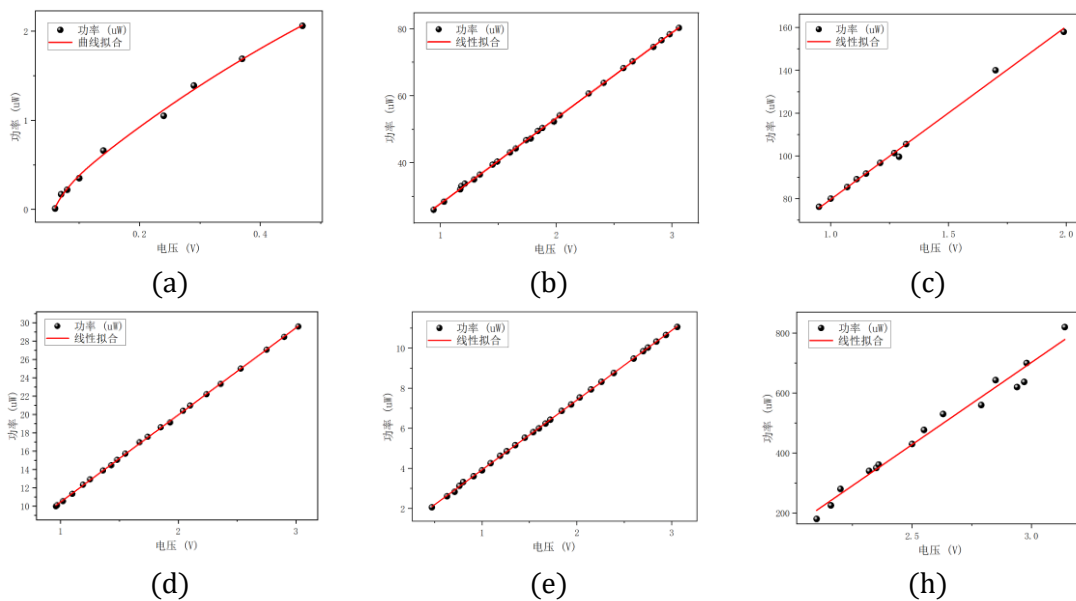 功率 (uW)
曲线拟合
2
1
0
功率 (uW)
0.2
0.4
电压 (V)
(a)
功率 (uW)
线性拟合
80
60
40
功率 (uW)
1
2
3
电压 (V)
(b)
功率 (uW)
线性拟合
160
140
120
100
80
功率 (uW)
1.0
1.5
2.0
电压 (V)
(c)
功率 (uW)
线性拟合
30
28
26
24
22
20
18
16
14
12
10
功率 (uW)
1
2
3
电压 (V)
(d)
功率 (uW)
线性拟合
10
8
6
4
2
功率 (uW)
1
2
3
电压 (V)
(e)
功率 (uW)
线性拟合
800
600
400
200
功率 (uW)
2.5
3.0
电压 (V)
(h)